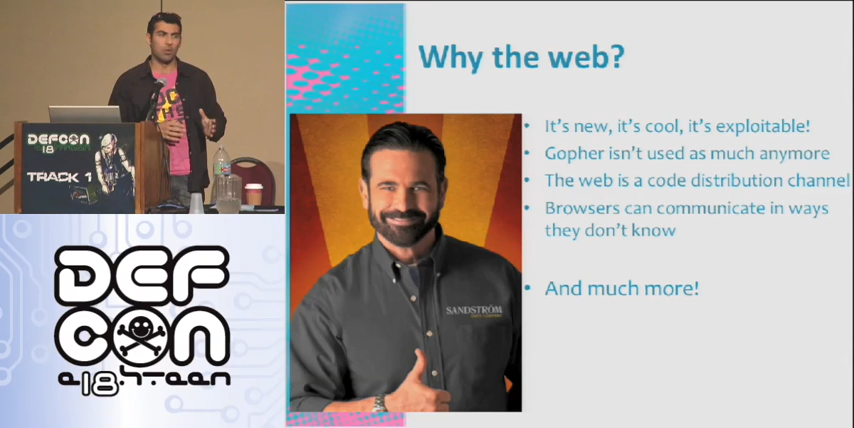 DEFCON
18
TRACK 1
DEF
CON
e18hteen
Why the web?
• It's new, it's cool, it's exploitable!
• Gopher isn't used as much anymore
• The web is a code distribution channel
• Browsers can communicate in ways
they don't know
• And much more!
SANDSTRÖM